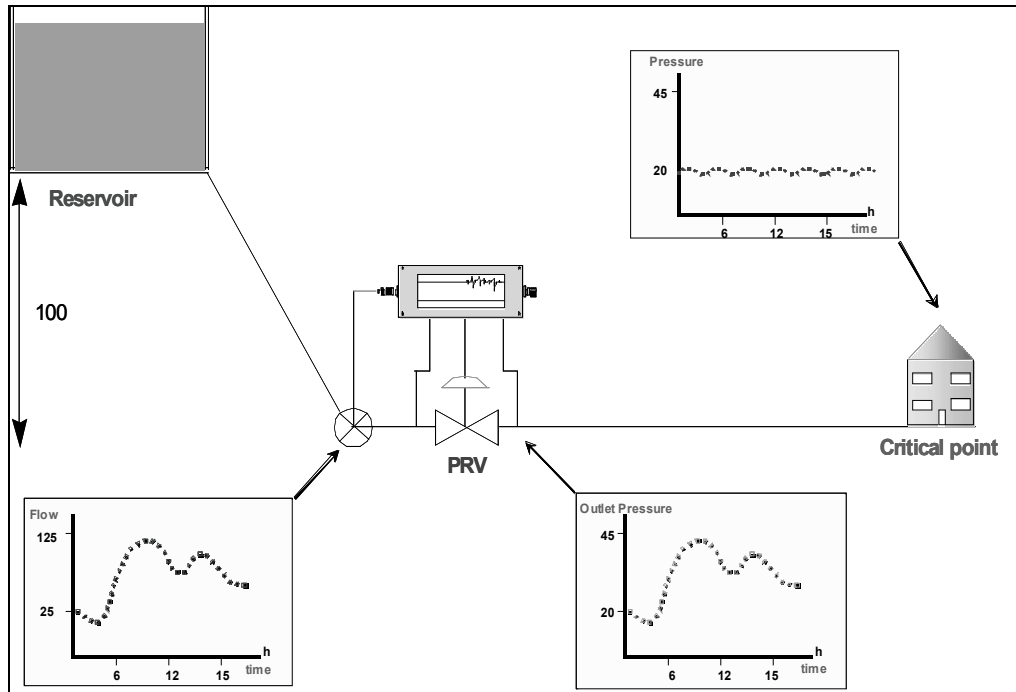 Pressure
45
20
h
6
12
15
time
Reservoir
100
PRV
Critical point
Flow
125
25
h
6
12
15
time
Outlet Pressure
45
20
h
6
12
15
time